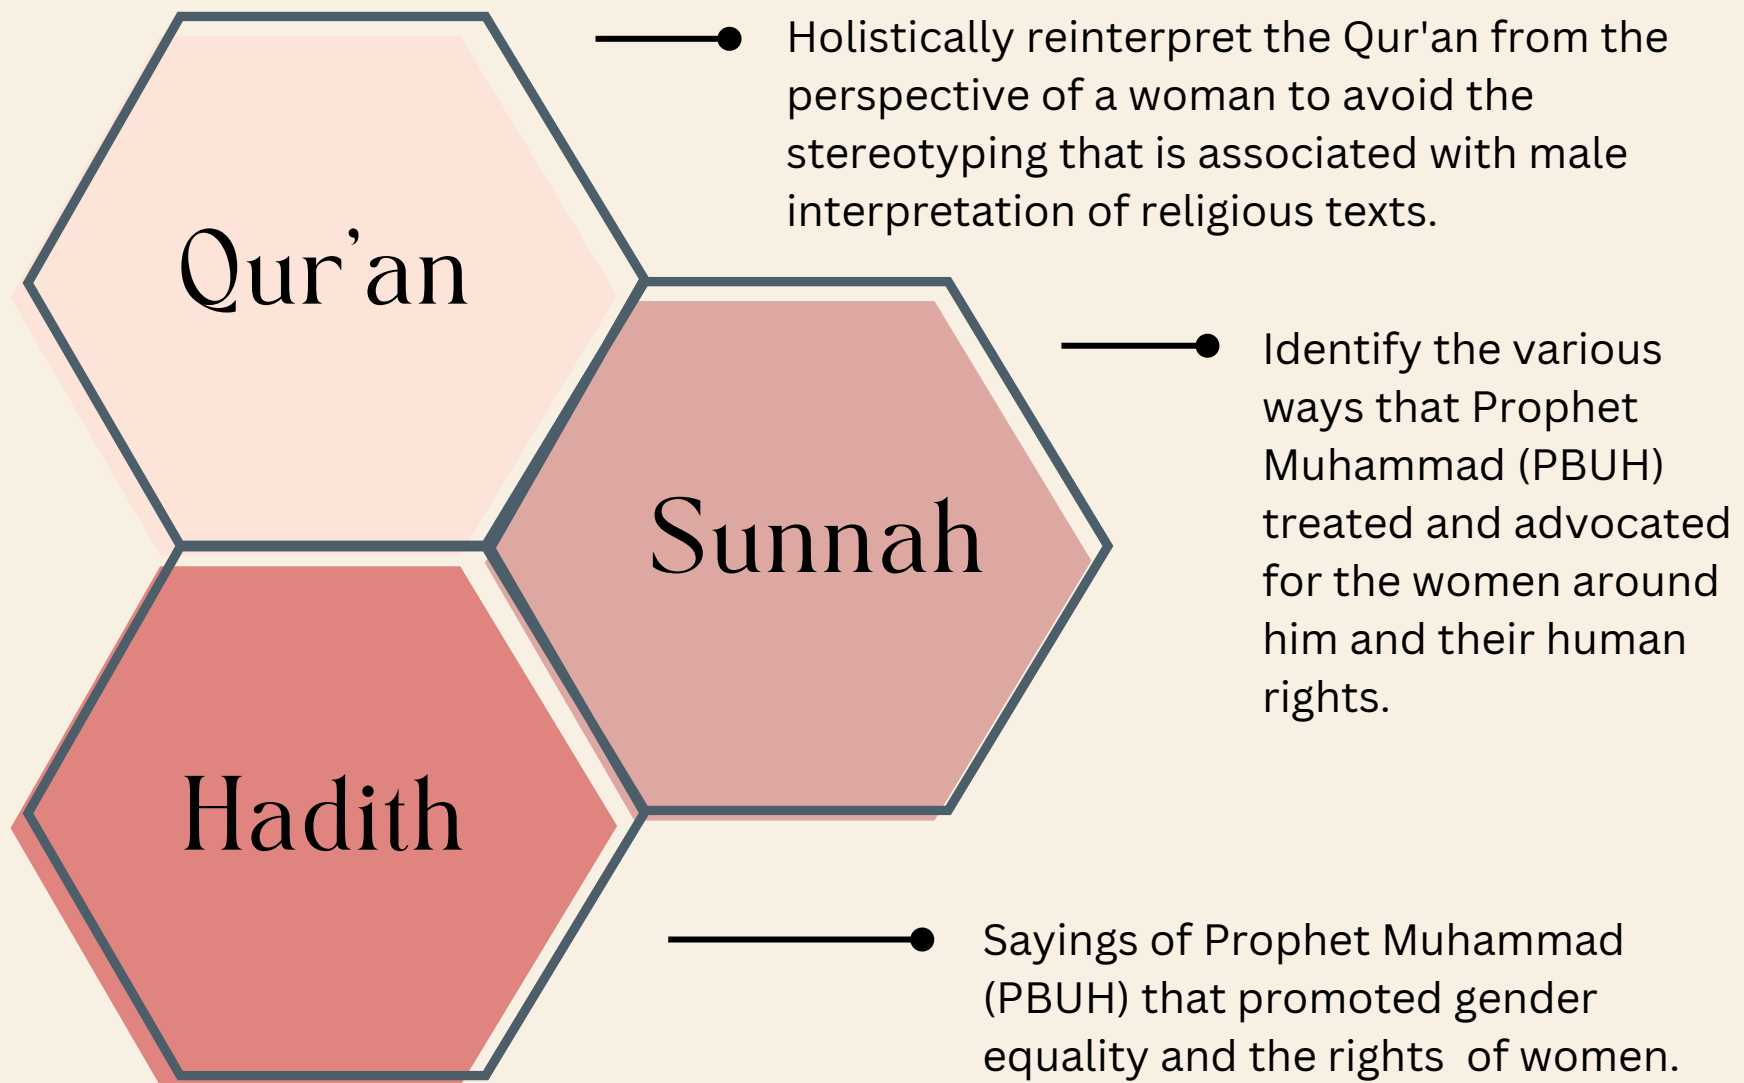 Qur’an
Holistically reinterpret the Qur'an from the
perspective of a woman to avoid the
stereotyping that is associated with male
interpretation of religious texts.
Sunnah
Identify the various
ways that Prophet
Muhammad (PBUH)
treated and advocated
for the women around
him and their human
rights.
Hadith
Sayings of Prophet Muhammad
(PBUH) that promoted gender
equality and the rights  of women.